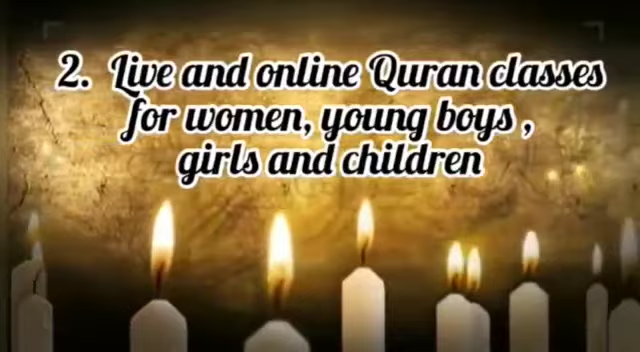 2. Live and online Quran classes
for women, young boys ,
girls and children